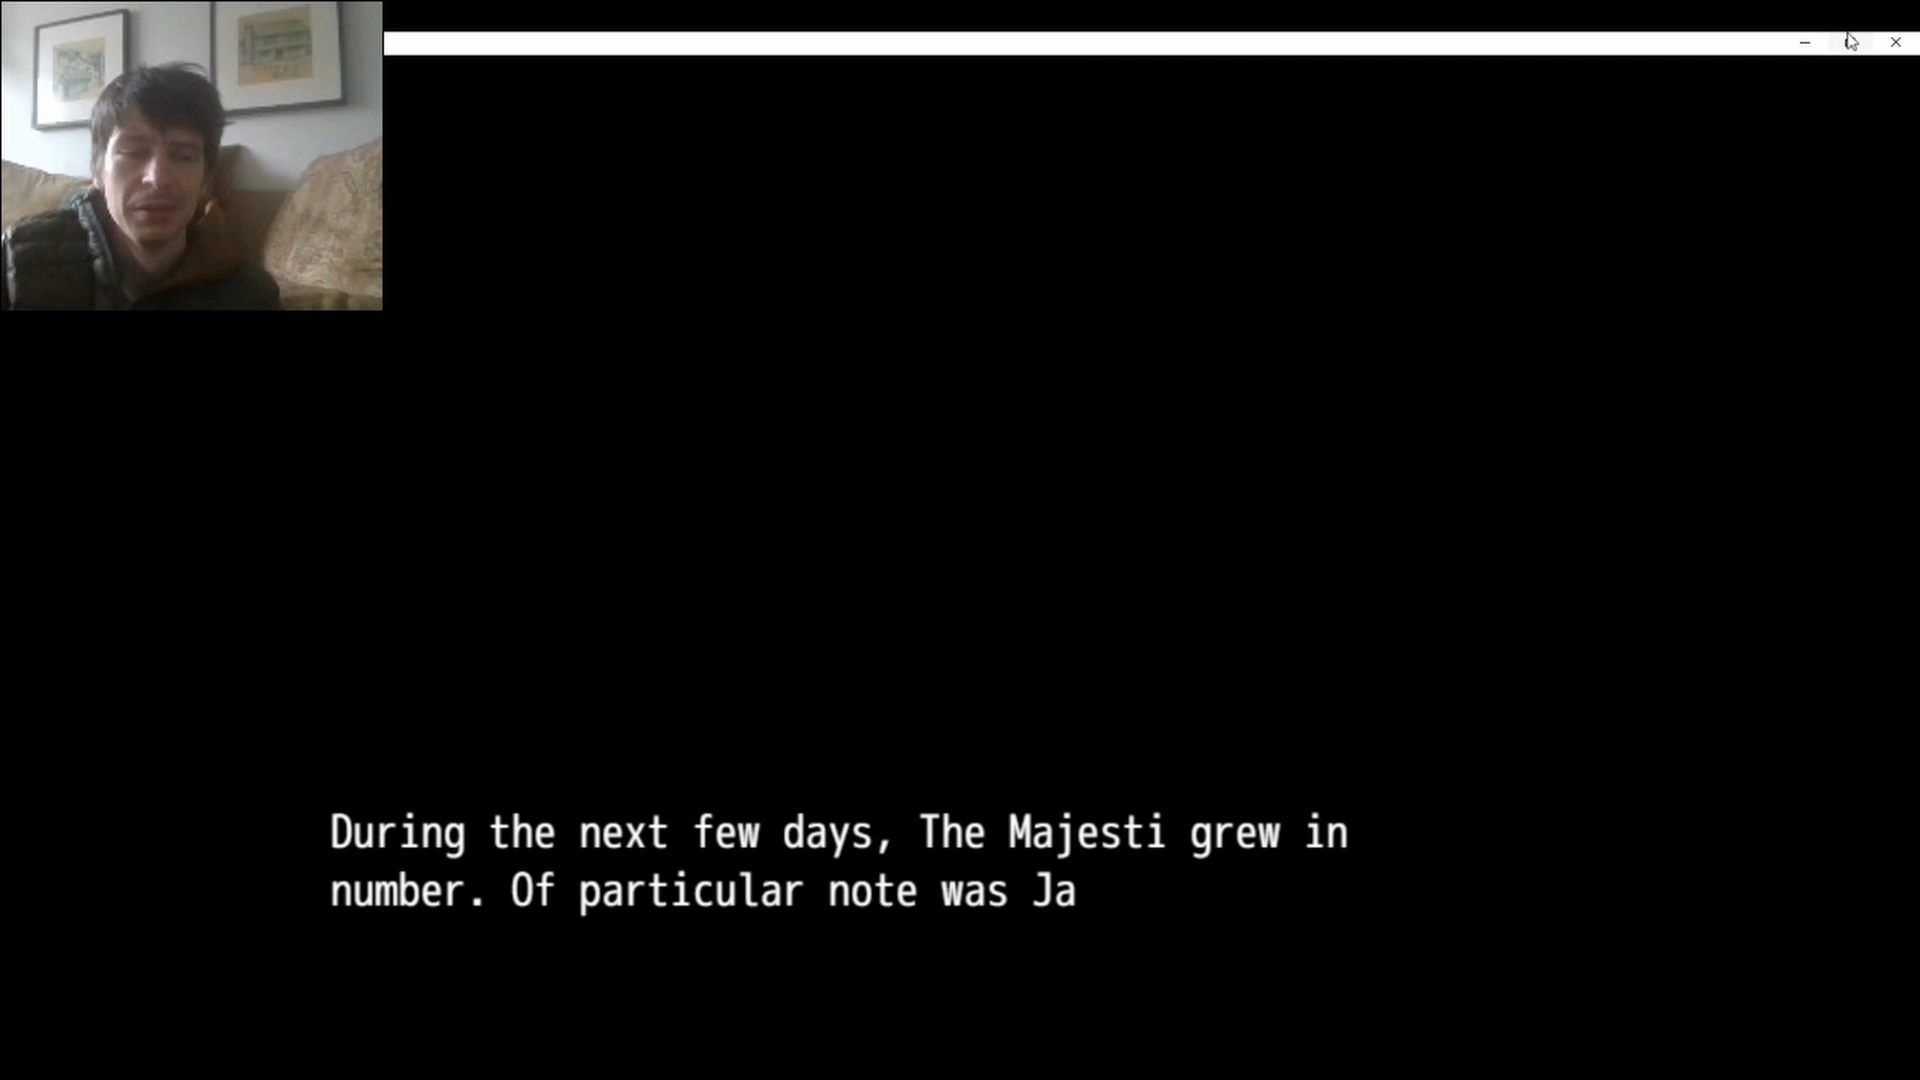 During the next few days, The Majesti grew in
number. Of particular note was Ja